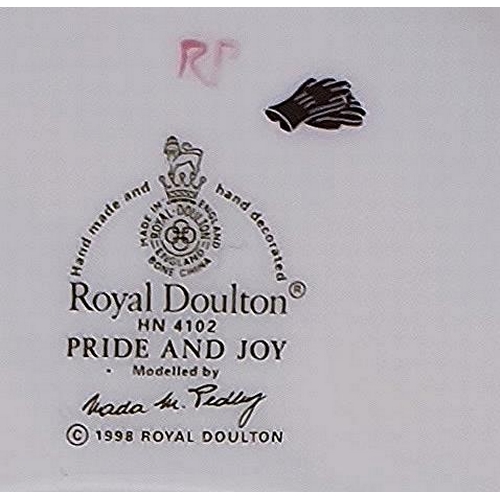 RP
Hand made and hand decorated
MADE IN ENGLAND
ROYAL DOULTON
ENGLAND
BONE CHINA
Royal Doulton®
HN 4102
PRIDE AND JOY
Modelled by
Nada M. Pedley
© 1998 ROYAL DOULTON